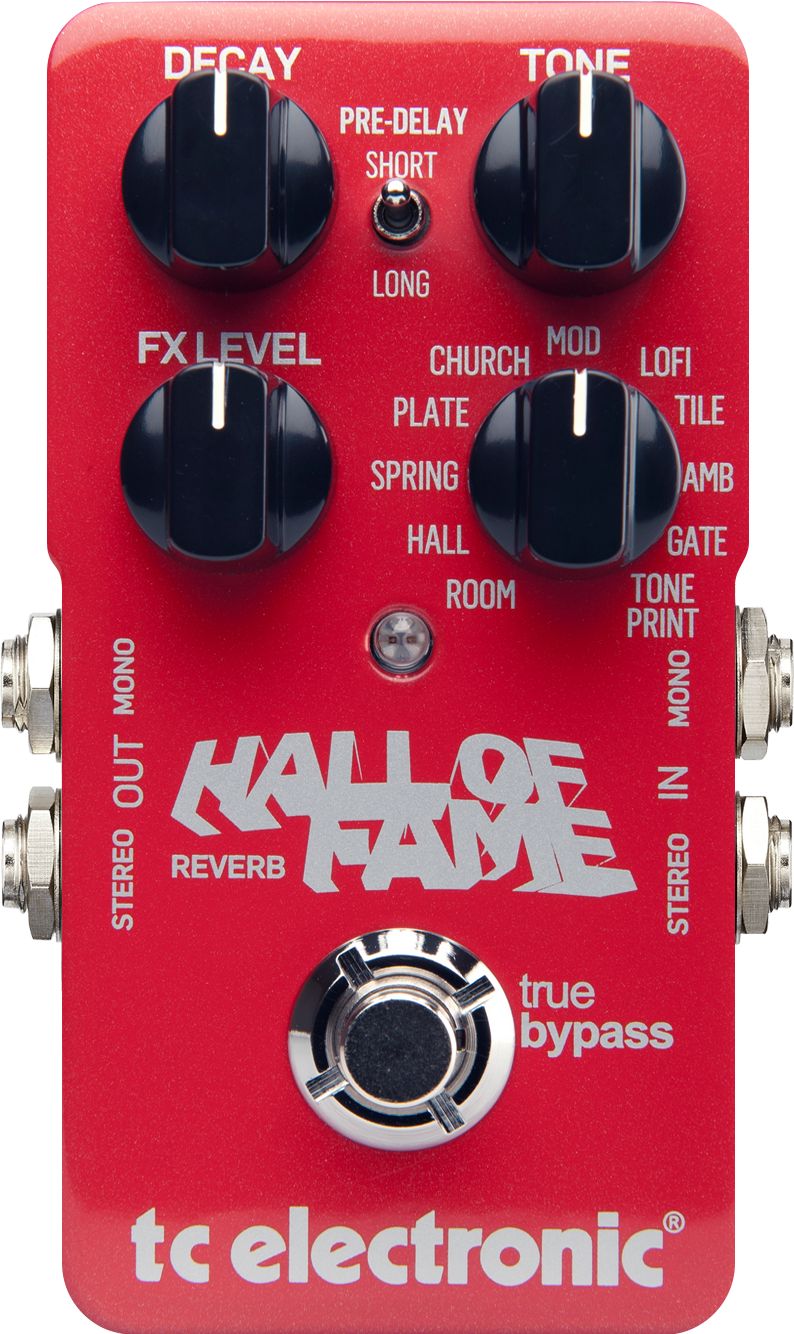 DECAY
TONE
PRE-DELAY
SHORT
LONG
FX LEVEL
MOD
CHURCH
LOFI
PLATE
TILE
SPRING
AMB
HALL
GATE
ROOM
TONE
PRINT
MONO
OUT
STEREO
MONO
IN
STEREO
HALL OF
FAME
REVERB
true
bypass
tc electronic®